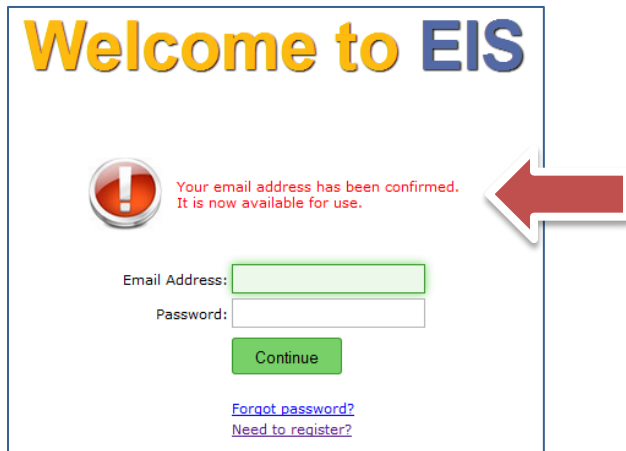 Welcome to EIS
Your email address has been confirmed.
It is now available for use.
Email Address:
Password:
Continue
Forgot password?
Need to register?